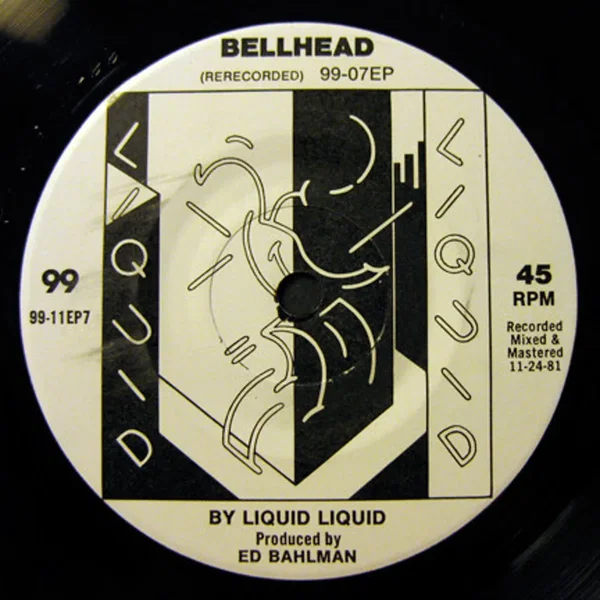 BELLHEAD
(RERECORDED) 99-07EP
LIQUID
LIQUID
99
99-11EP7
45
RPM
Recorded
Mixed &
Mastered
11-24-81
BY LIQUID LIQUID
Produced by
ED BAHLMAN